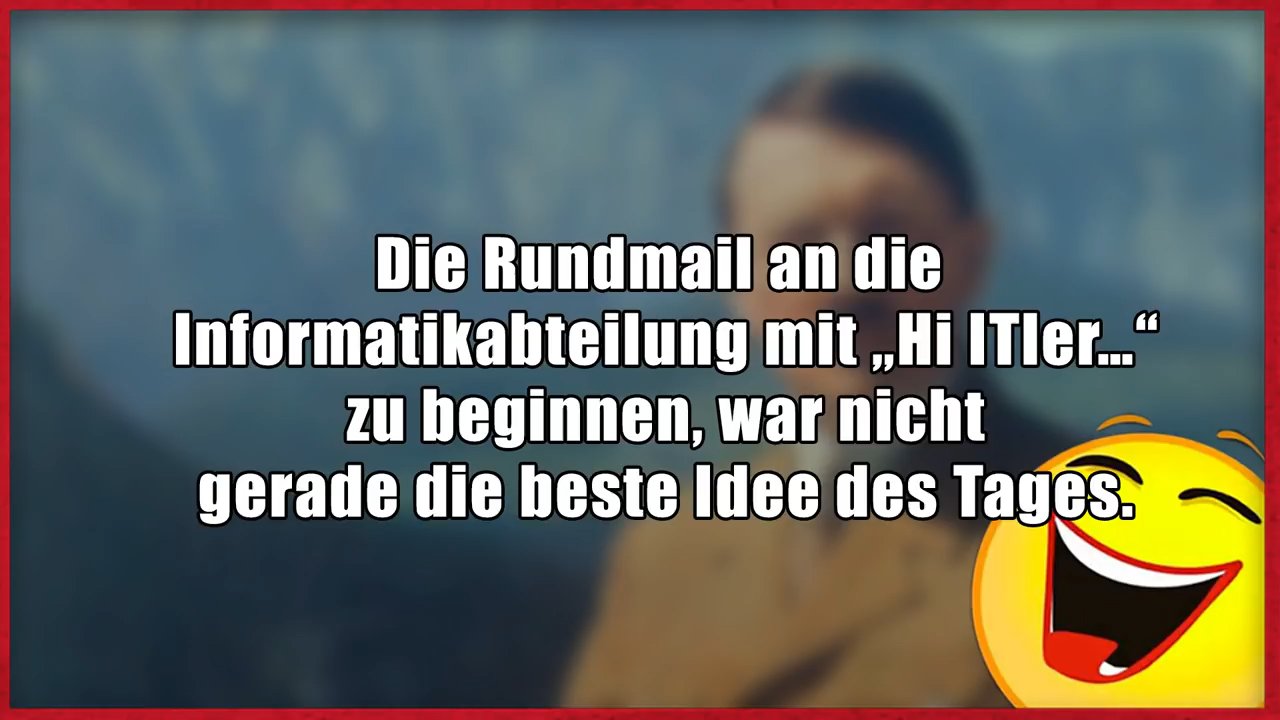 Die Rundmail an die
Informatikabteilung mit „Hi ITler...“
zu beginnen, war nicht
gerade die beste Idee des Tages.